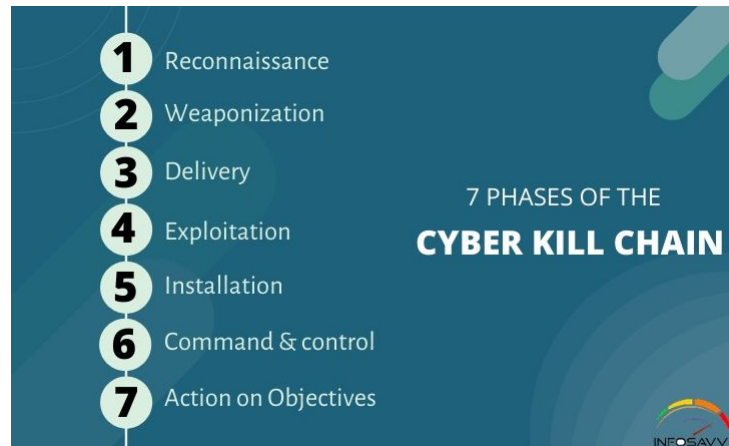 1 Reconnaissance
2 Weaponization
3 Delivery
4 Exploitation
5 Installation
6 Command & control
7 Action on Objectives
7 PHASES OF THE
CYBER KILL CHAIN
INFOSAVV